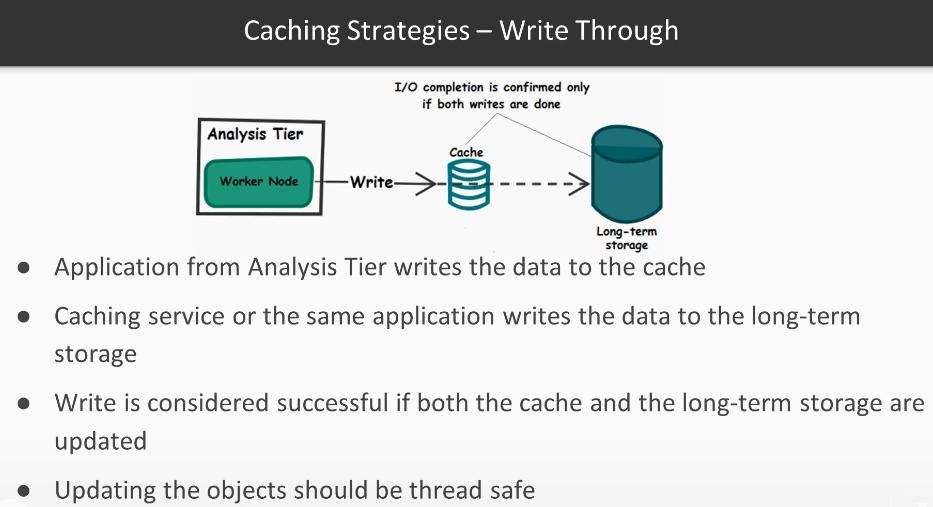 Caching Strategies – Write Through
I/O completion is confirmed only
if both writes are done
Analysis Tier
Cache
Worker Node
Write
Long-term
storage
● Application from Analysis Tier writes the data to the cache
● Caching service or the same application writes the data to the long-term
storage
● Write is considered successful if both the cache and the long-term storage are
updated
● Updating the objects should be thread safe